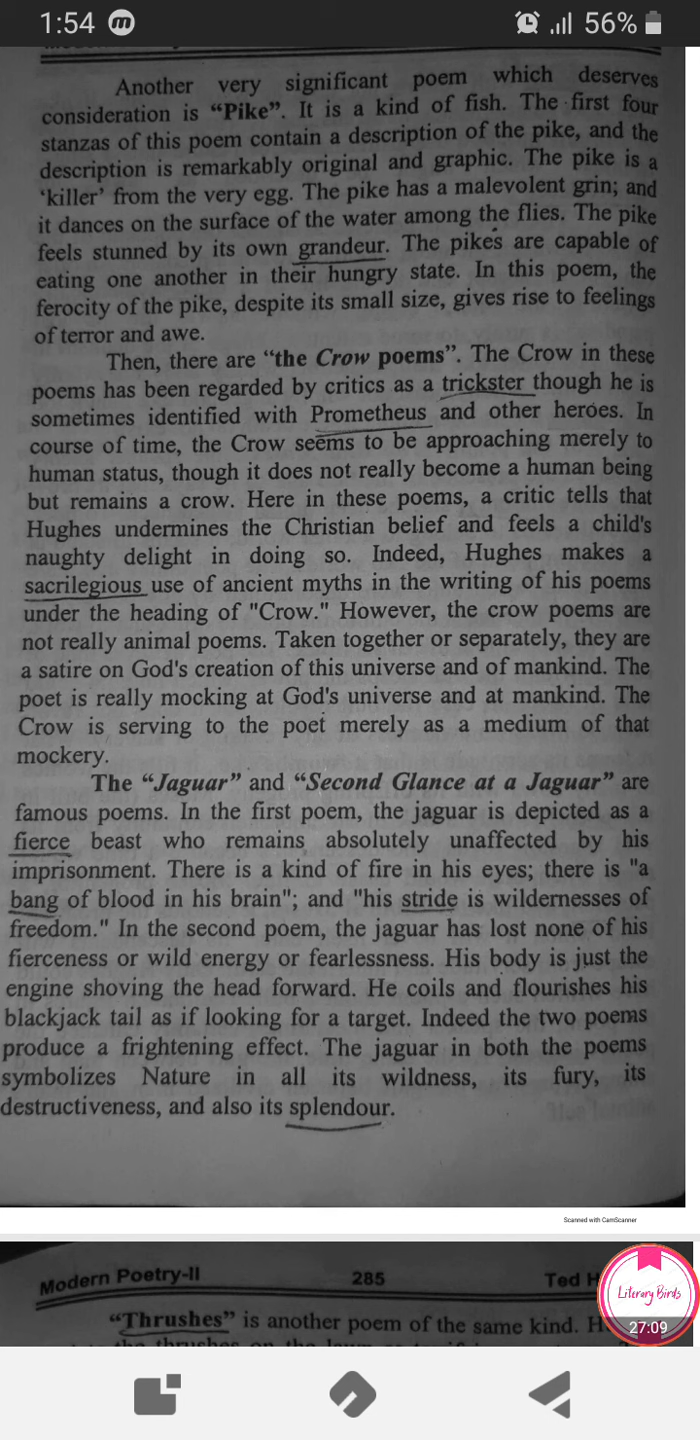 1:54 m 56%
Another very significant poem which deserves
consideration is “Pike”. It is a kind of fish. The first four
stanzas of this poem contain a description of the pike, and the
description is remarkably original and graphic. The pike is a
‘killer’ from the very egg. The pike has a malevolent grin; and
it dances on the surface of the water among the flies. The pike
feels stunned by its own grandeur. The pikes are capable of
eating one another in their hungry state. In this poem, the
ferocity of the pike, despite its small size, gives rise to feelings
of terror and awe.
Then, there are “the Crow poems”. The Crow in these
poems has been regarded by critics as a trickster though he is
sometimes identified with Prometheus and other heroes. In
course of time, the Crow seems to be approaching merely to
human status, though it does not really become a human being
but remains a crow. Here in these poems, a critic tells that
Hughes undermines the Christian belief and feels a child's
naughty delight in doing so. Indeed, Hughes makes a
sacrilegious use of ancient myths in the writing of his poems
under the heading of "Crow." However, the crow poems are
not really animal poems. Taken together or separately, they are
a satire on God's creation of this universe and of mankind. The
poet is really mocking at God's universe and at mankind. The
Crow is serving to the poet merely as a medium of that
mockery.
The “Jaguar” and “Second Glance at a Jaguar” are
famous poems. In the first poem, the jaguar is depicted as a
fierce beast who remains absolutely unaffected by his
imprisonment. There is a kind of fire in his eyes; there is "a
bang of blood in his brain"; and "his stride is wildernesses of
freedom." In the second poem, the jaguar has lost none of his
fierceness or wild energy or fearlessness. His body is just the
engine shoving the head forward. He coils and flourishes his
blackjack tail as if looking for a target. Indeed the two poems
produce a frightening effect. The jaguar in both the poems
symbolizes Nature in all its wildness, its fury, its
destructiveness, and also its splendour.
Scanned with CamScanner
Modern Poetry-II 285 Ted H
Literary Birds
“Thrushes” is another poem of the same kind. H
27:09
the thrushes on the